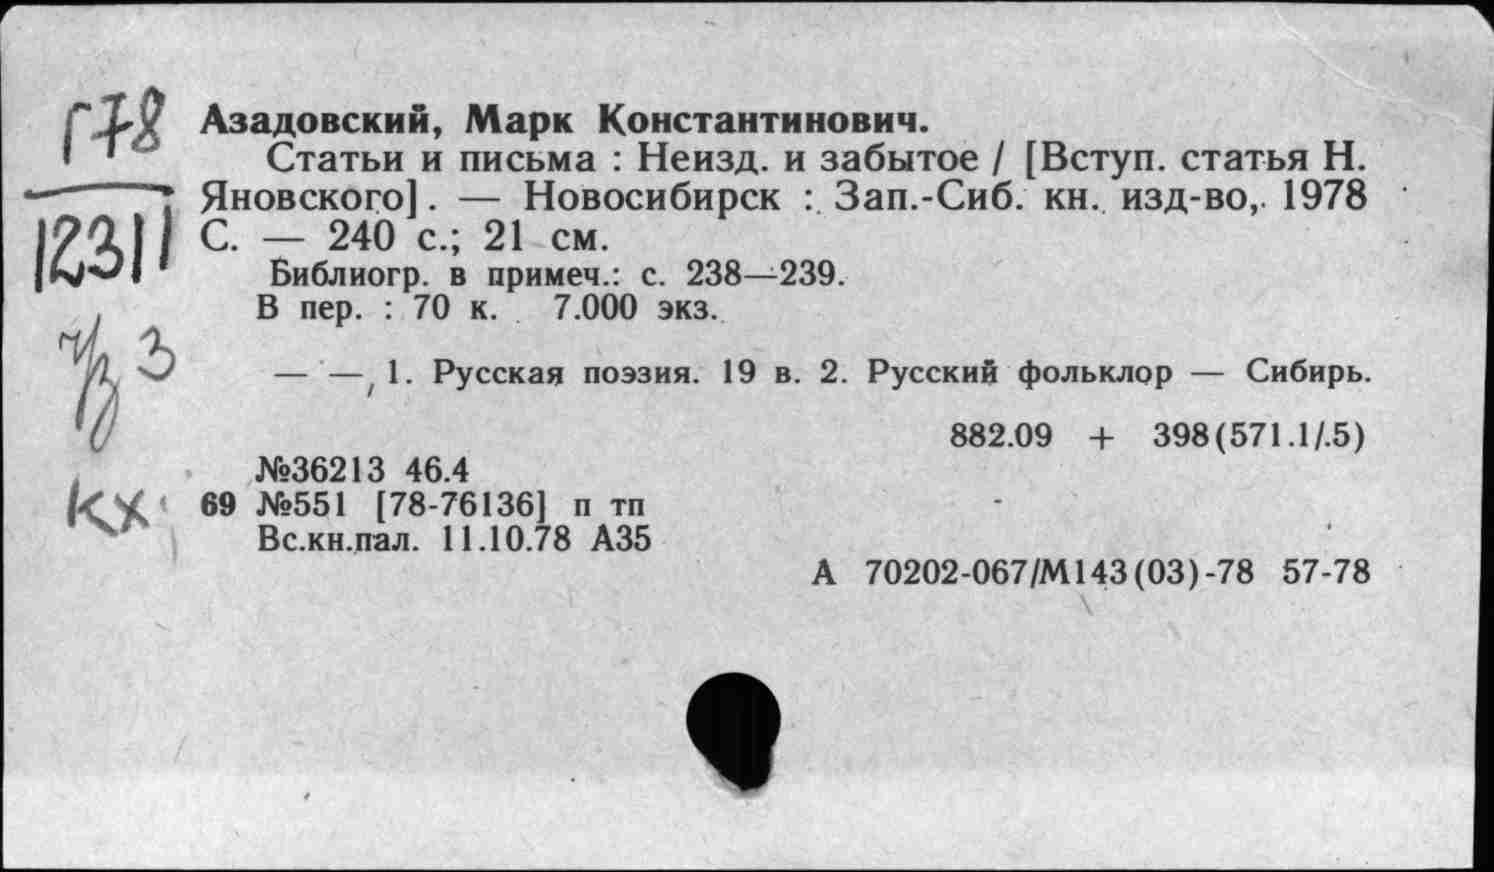 Г78
12311
ч/з 3
кх
Азадовский, Марк Константинович.
Статьи и письма : Неизд. и забытое / [Вступ. статья Н.
Яновского]. — Новосибирск : Зап.-Сиб. кн. изд-во, 1978
С. — 240 с.; 21 см.
Библиогр. в примеч.: с. 238—239.
В пер. : 70 к. 7.000 экз.
— — 1. Русская поэзия. 19 в. 2. Русский фольклор — Сибирь.
882.09 + 398(571.1/.5)
№36213 46.4
69 №551 [78-76136] п тп
Вс.кн.пал. 11.10.78 А35
А 70202-067/М143(03)-78 57-78